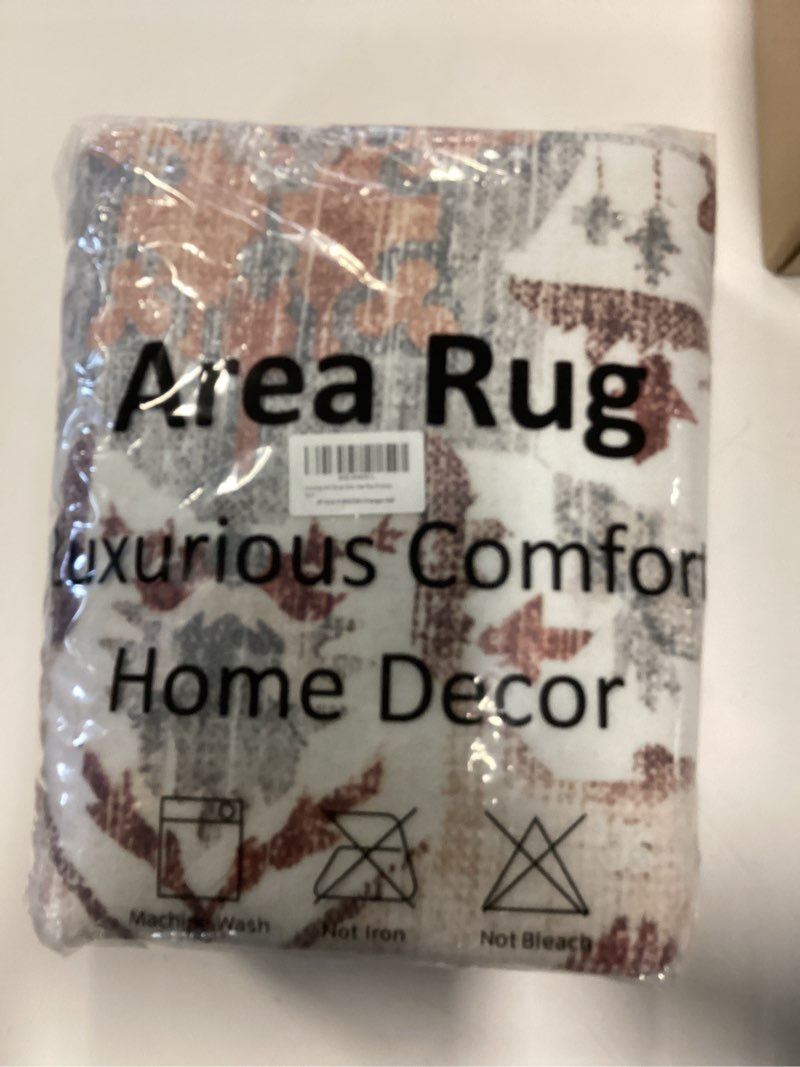 Area Rug
Luxurious Comfort
Home Decor
Machine Wash
Not Iron
Not Bleach